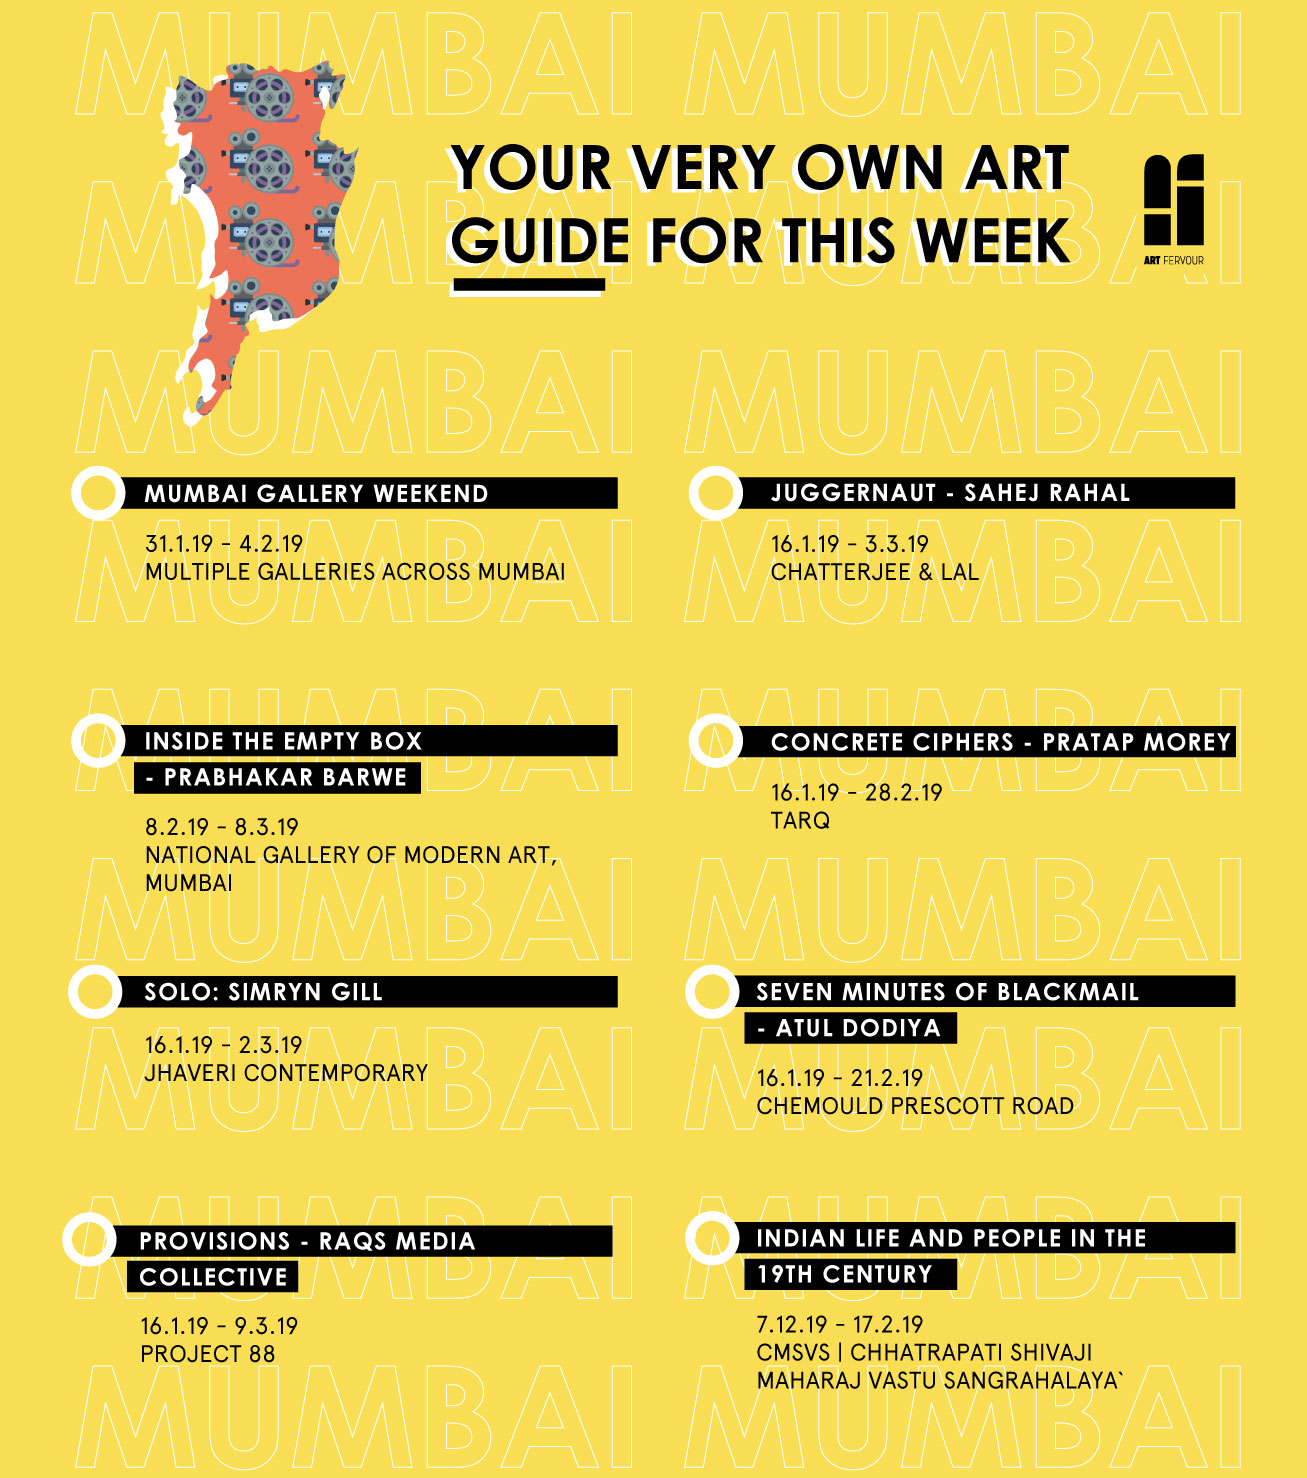 MUMBAI MUMBAI
YOUR VERY OWN ART
GUIDE FOR THIS WEEK
ART FERVOUR
MUMBAI MUMBAI
MUMBAI MUMBAI
MUMBAI GALLERY WEEKEND
31.1.19 - 4.2.19
MULTIPLE GALLERIES ACROSS MUMBAI
JUGGERNAUT - SAHEJ RAHAL
16.1.19 - 3.3.19
CHATTERJEE & LAL
MUMBAI MUMBAI
MUMBAI MUMBAI
INSIDE THE EMPTY BOX
- PRABHAKAR BARWE
8.2.19 - 8.3.19
NATIONAL GALLERY OF MODERN ART,
MUMBAI
CONCRETE CIPHERS - PRATAP MOREY
16.1.19 - 28.2.19
TARQ
MUMBAI MUMBAI
SOLO: SIMRYN GILL
16.1.19 - 2.3.19
JHAVERI CONTEMPORARY
SEVEN MINUTES OF BLACKMAIL
- ATUL DODIYA
16.1.19 - 21.2.19
CHEMOULD PRESCOTT ROAD
MUMBAI MUMBAI
MUMBAI MUMBAI
PROVISIONS - RAQS MEDIA
COLLECTIVE
16.1.19 - 9.3.19
PROJECT 88
INDIAN LIFE AND PEOPLE IN THE
19TH CENTURY
7.12.19 - 17.2.19
CMSVS | CHHATRAPATI SHIVAJI
MAHARAJ VASTU SANGRAHALAYA`
MUMBAI MUMBAI